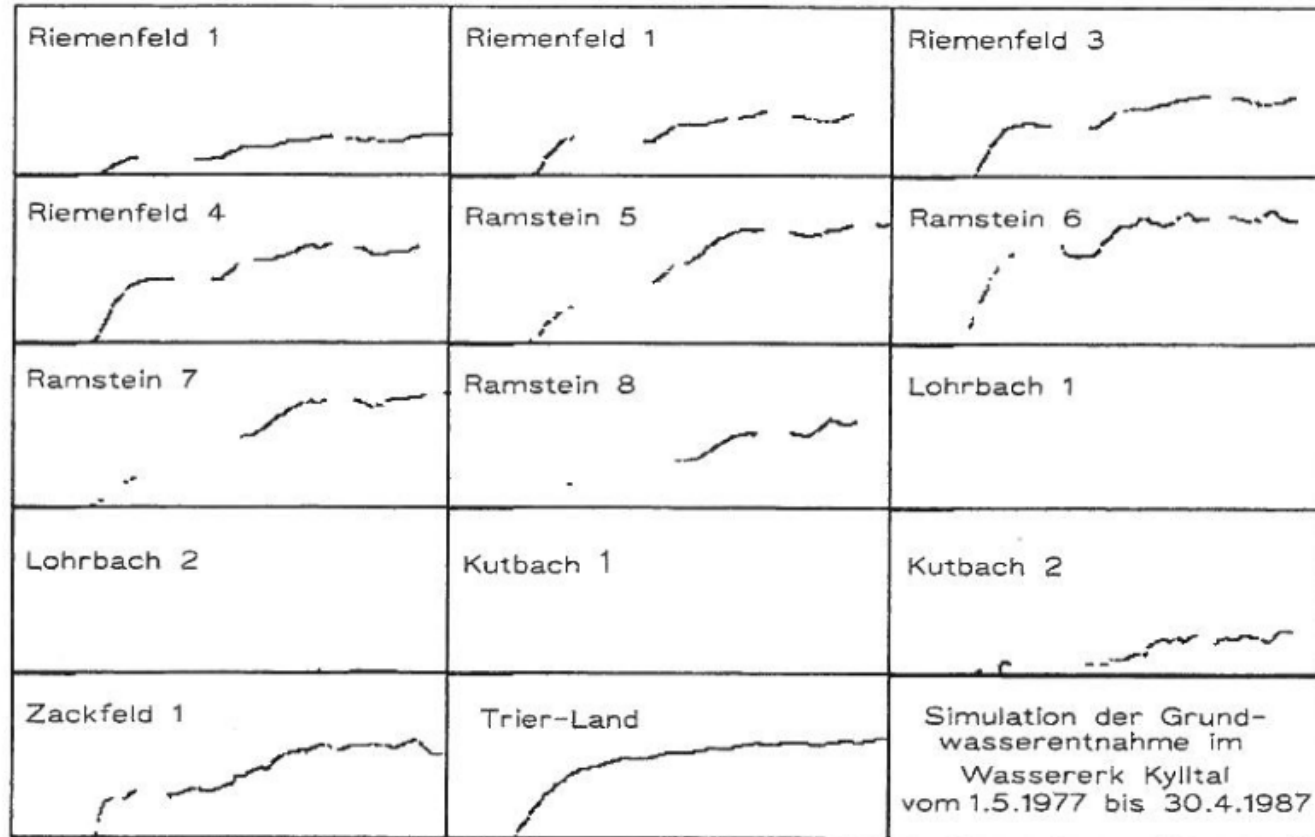 Riemenfeld 1
Riemenfeld 1
Riemenfeld 3
Riemenfeld 4
Ramstein 5
Ramstein 6
Ramstein 7
Ramstein 8
Lohrbach 1
Lohrbach 2
Kutbach 1
Kutbach 2
Zackfeld 1
Trier-Land
Simulation der Grund-
wasserentnahme im
Wassererk Kylltal
vom 1.5.1977 bis 30.4.1987